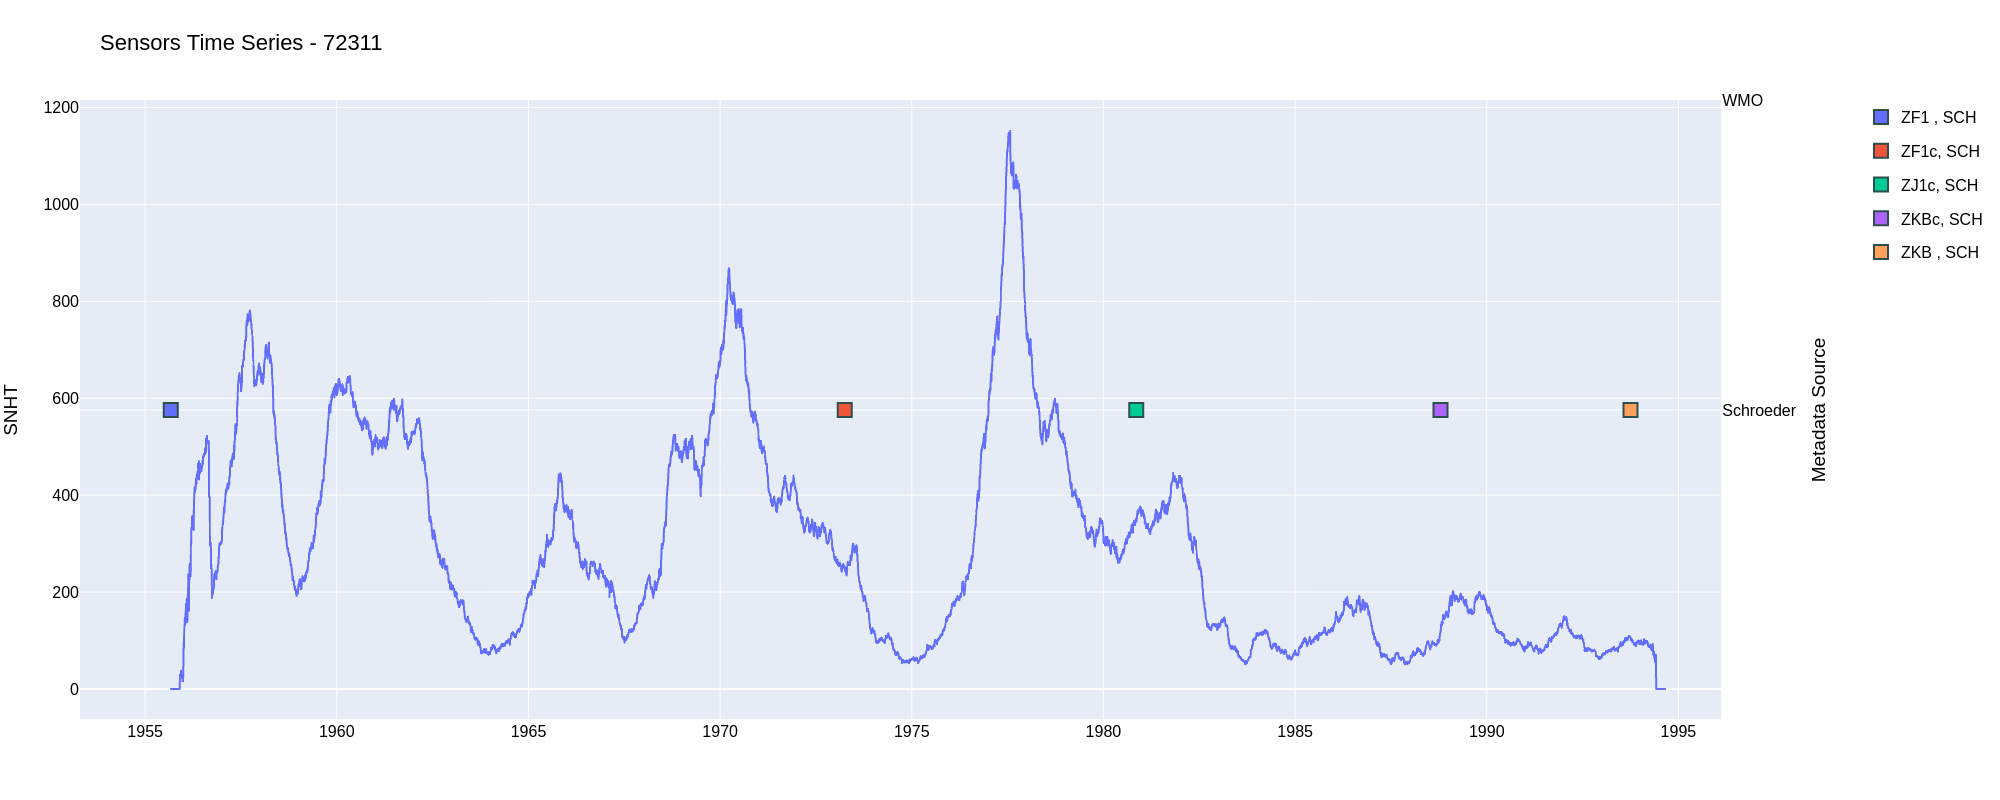 Sensors Time Series - 72311
SNHT
1200
1000
800
600
400
200
0
1955
1960
1965
1970
1975
1980
1985
1990
1995
WMO
Schroeder
Metadata Source
ZF1 , SCH
ZF1c, SCH
ZJ1c, SCH
ZKBc, SCH
ZKB , SCH